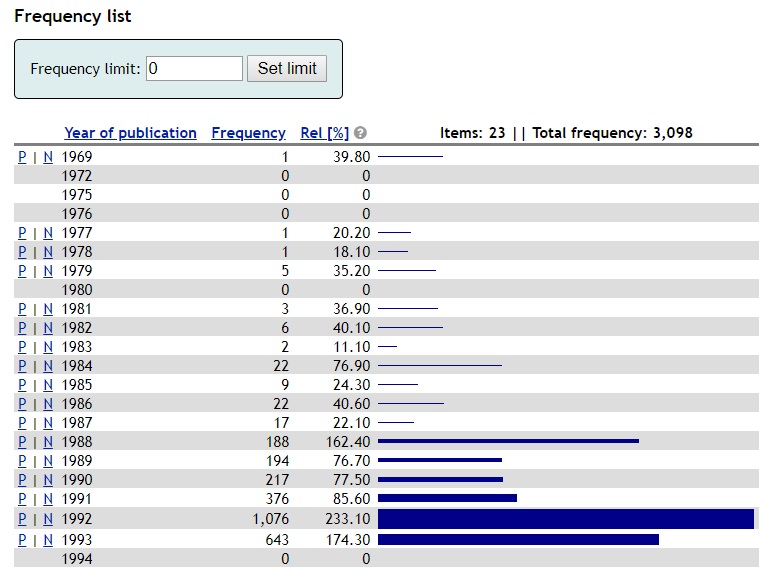 Frequency list
Frequency limit: 0 Set limit
Year of publication Frequency Rel [%] ? Items: 23 || Total frequency: 3,098
P | N 1969 1 39.80
1972 0 0
1975 0 0
1976 0 0
P | N 1977 1 20.20
P | N 1978 1 18.10
P | N 1979 5 35.20
1980 0 0
P | N 1981 3 36.90
P | N 1982 6 40.10
P | N 1983 2 11.10
P | N 1984 22 76.90
P | N 1985 9 24.30
P | N 1986 22 40.60
P | N 1987 17 22.10
P | N 1988 188 162.40
P | N 1989 194 76.70
P | N 1990 217 77.50
P | N 1991 376 85.60
P | N 1992 1,076 233.10
P | N 1993 643 174.30
1994 0 0